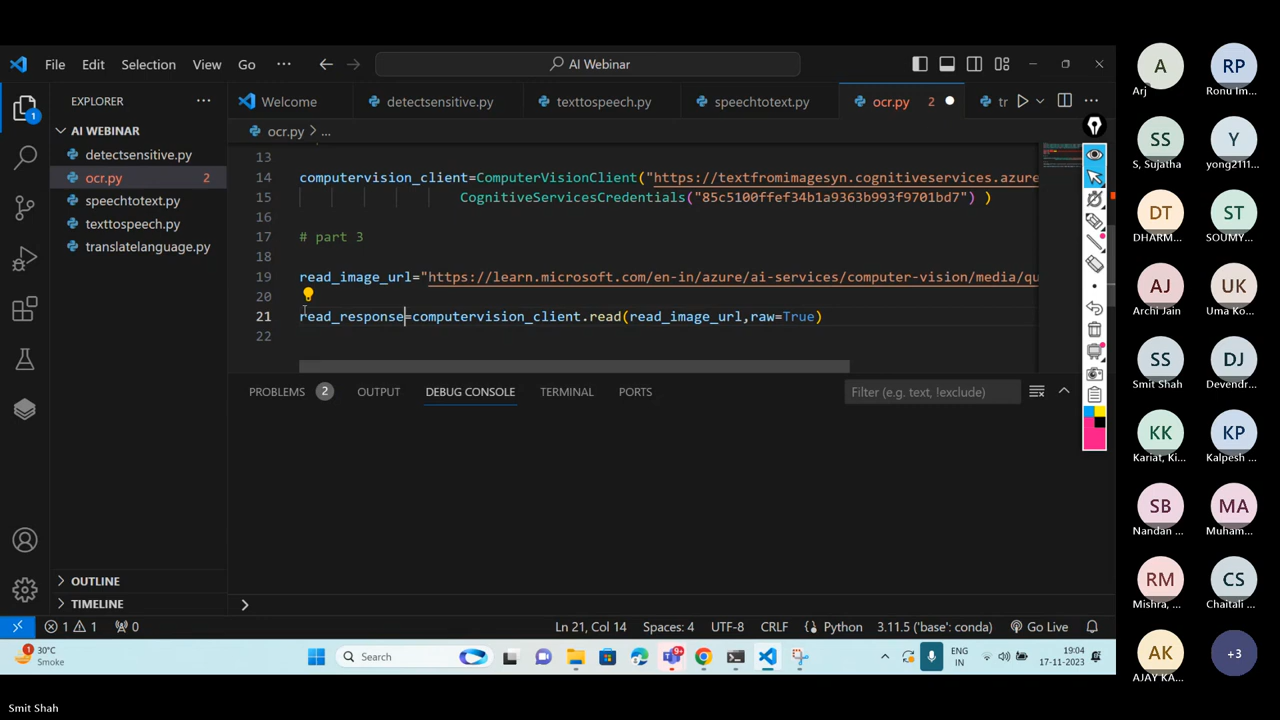 File Edit Selection View Go ··· AI Webinar
EXPLORER ···
Welcome detectsensitive.py texttospeech.py speechtotext.py ocr.py 2 tr ···
AI WEBINAR
detectsensitive.py
ocr.py 2
speechtotext.py
texttospeech.py
translatelanguage.py
OUTLINE
TIMELINE
ocr.py > ...
13
14 computervision_client=ComputerVisionClient("https://textfromimagesyn.cognitiveservices.azure
15 CognitiveServicesCredentials("85c5100ffef34b1a9363b993f9701bd7") )
16
17 # part 3
18
19 read_image_url="https://learn.microsoft.com/en-in/azure/ai-services/computer-vision/media/qu
20
21 read_response=computervision_client.read(read_image_url,raw=True)
22
PROBLEMS 2 OUTPUT DEBUG CONSOLE TERMINAL PORTS Filter (e.g. text, !exclude)
1 1 0 Ln 21, Col 14 Spaces: 4 UTF-8 CRLF Python 3.11.5 ('base': conda) Go Live
1 30°C
Smoke
Search
9+
ENG
IN
19:04
17-11-2023
A RP
Arj Ronu Im...
SS Y
S, Sujatha yong2111...
DT ST
DHARM... SOUMY...
AJ UK
Archi Jain Uma Ko...
SS DJ
Smit Shah Devendr...
KK KP
Kariat, Ki... Kalpesh ...
SB MA
Nandan ... Muham...
RM CS
Mishra, ... Chaitali ...
AK +3
AJAY KA...
Smit Shah